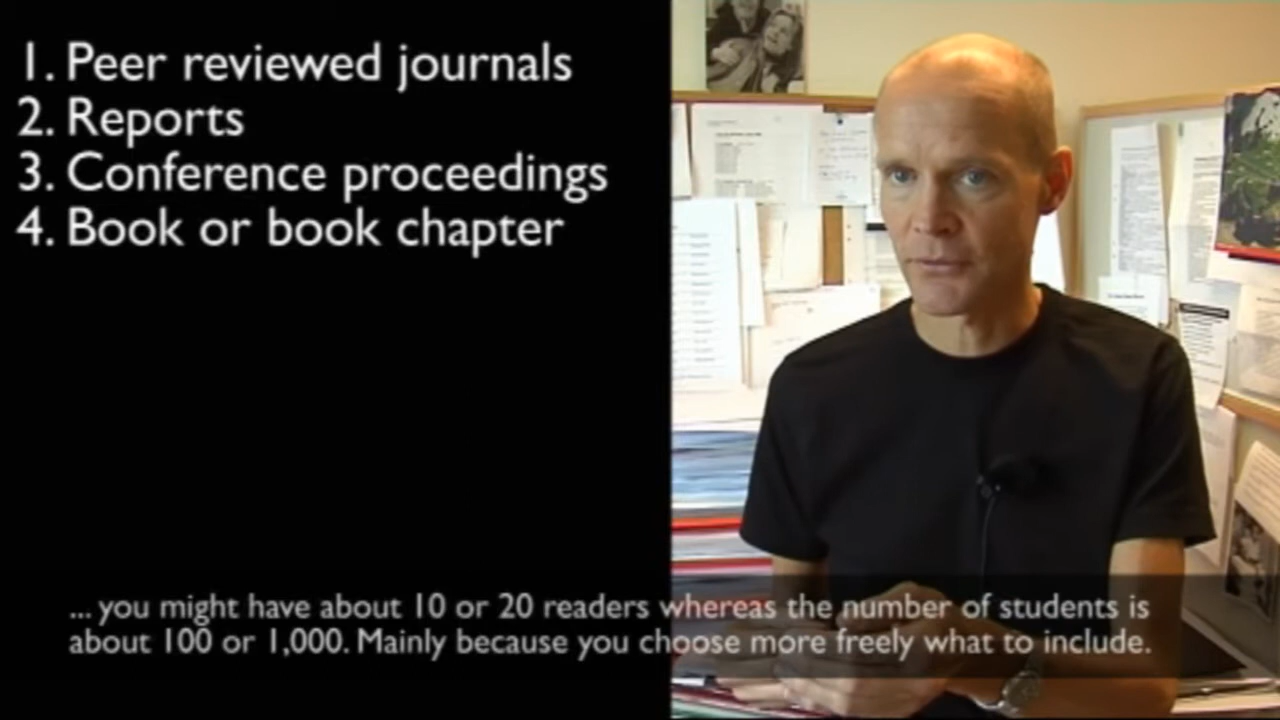 1. Peer reviewed journals
2. Reports
3. Conference proceedings
4. Book or book chapter
... you might have about 10 or 20 readers whereas the number of students is
about 100 or 1,000. Mainly because you choose more freely what to include.